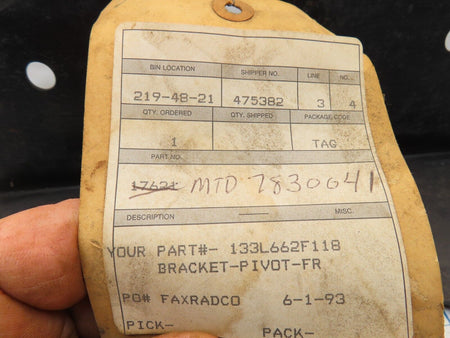 BIN LOCATION SHIPPER NO. LINE NO.
219-48-21 475382 3 4
QTY. ORDERED QTY. SHIPPED PACKAGE CODE
1 TAG
PART NO.
17621 MTD 7830041
DESCRIPTION MISC.
YOUR PART#- 133L662F118
BRACKET-PIVOT-FR
PO# FAXRADCO 6-1-93
PICK- PACK-